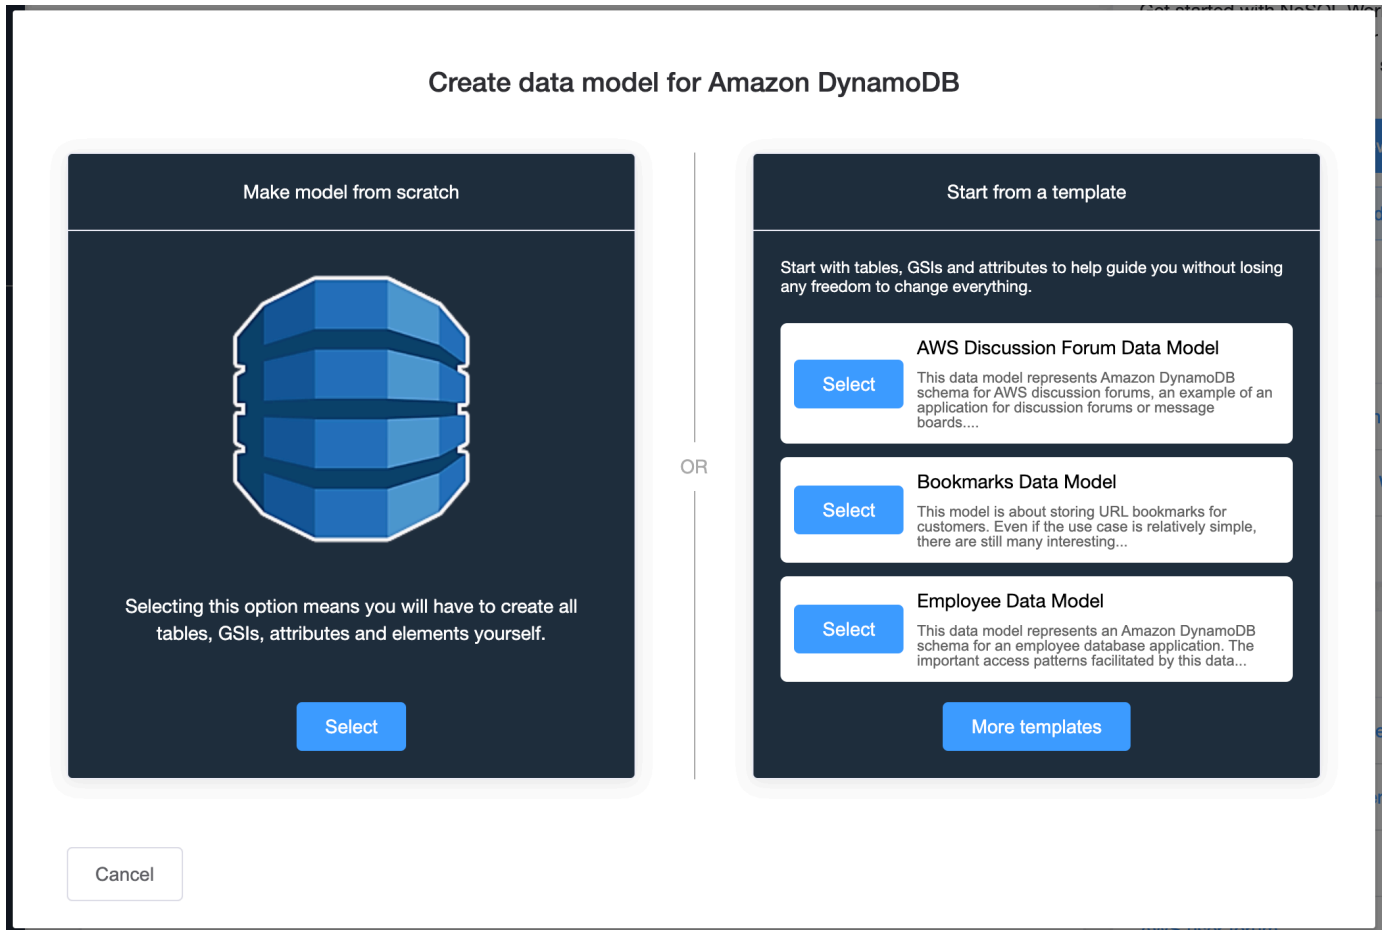 Get started with NoSQL Wor
Create data model for Amazon DynamoDB
Make model from scratch
Selecting this option means you will have to create all
tables, GSIs, attributes and elements yourself.
Select
OR
Start from a template
Start with tables, GSIs and attributes to help guide you without losing
any freedom to change everything.
AWS Discussion Forum Data Model
Select
This data model represents Amazon DynamoDB
schema for AWS discussion forums, an example of an
application for discussion forums or message
boards....
Bookmarks Data Model
Select
This model is about storing URL bookmarks for
customers. Even if the use case is relatively simple,
there are still many interesting...
Employee Data Model
Select
This data model represents an Amazon DynamoDB
schema for an employee database application. The
important access patterns facilitated by this data...
More templates
Cancel